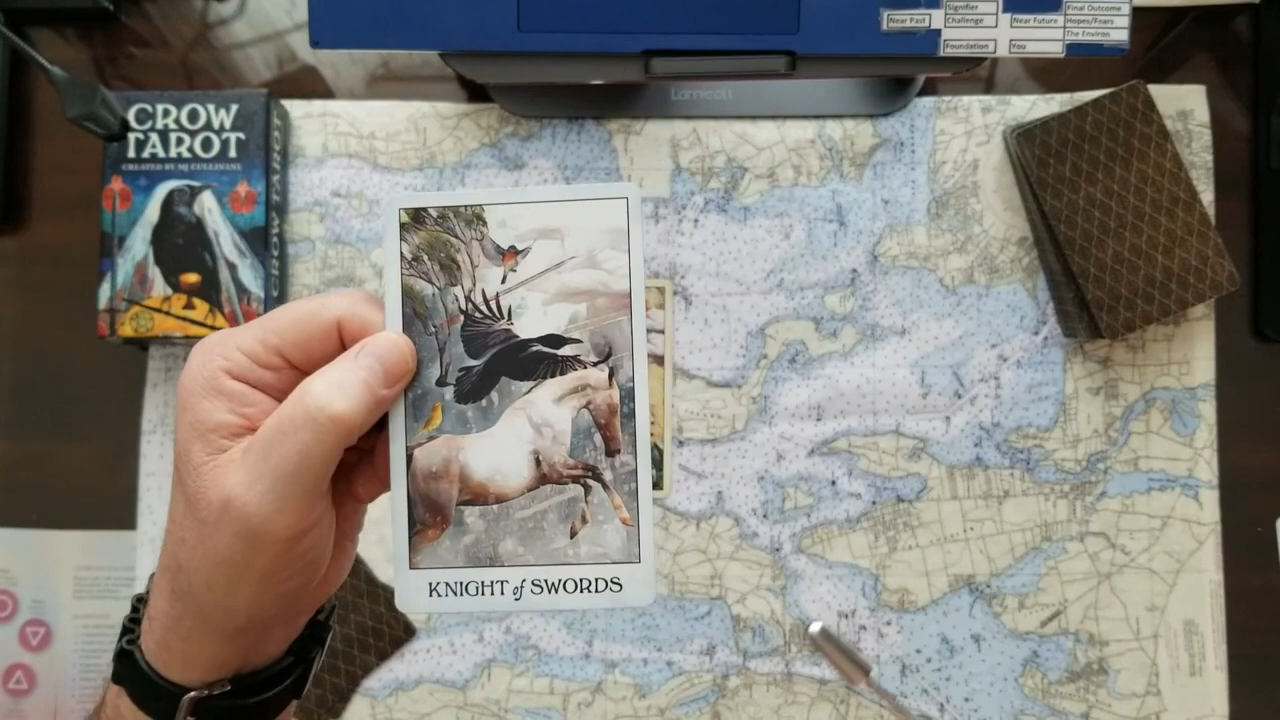 Signifier
Final Outcome
Near Past
Challenge
Near Future
Hopes/Fears
The Environ
Foundation
You
Lamicall
CROW
TAROT
CREATED BY MJ CULLINANE
CROW TAROT
KNIGHT of SWORDS